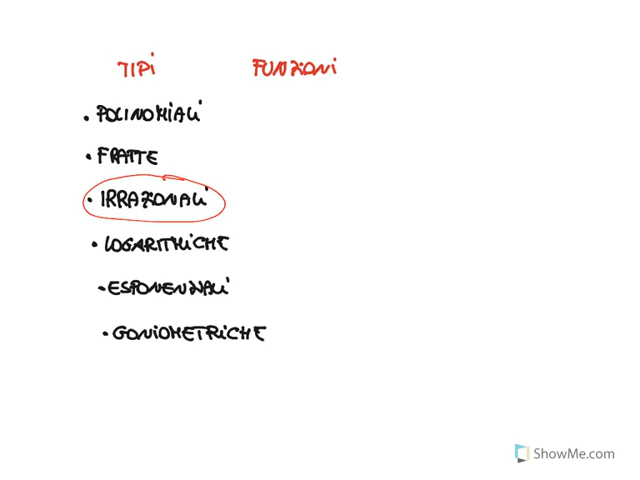 TIPI FUNZIONI
• POLINOMIALI
• FRATTE
• IRRAZIONALI
• LOGARITMICHE
• ESPONENZIALI
• GONIOMETRICHE
ShowMe.com